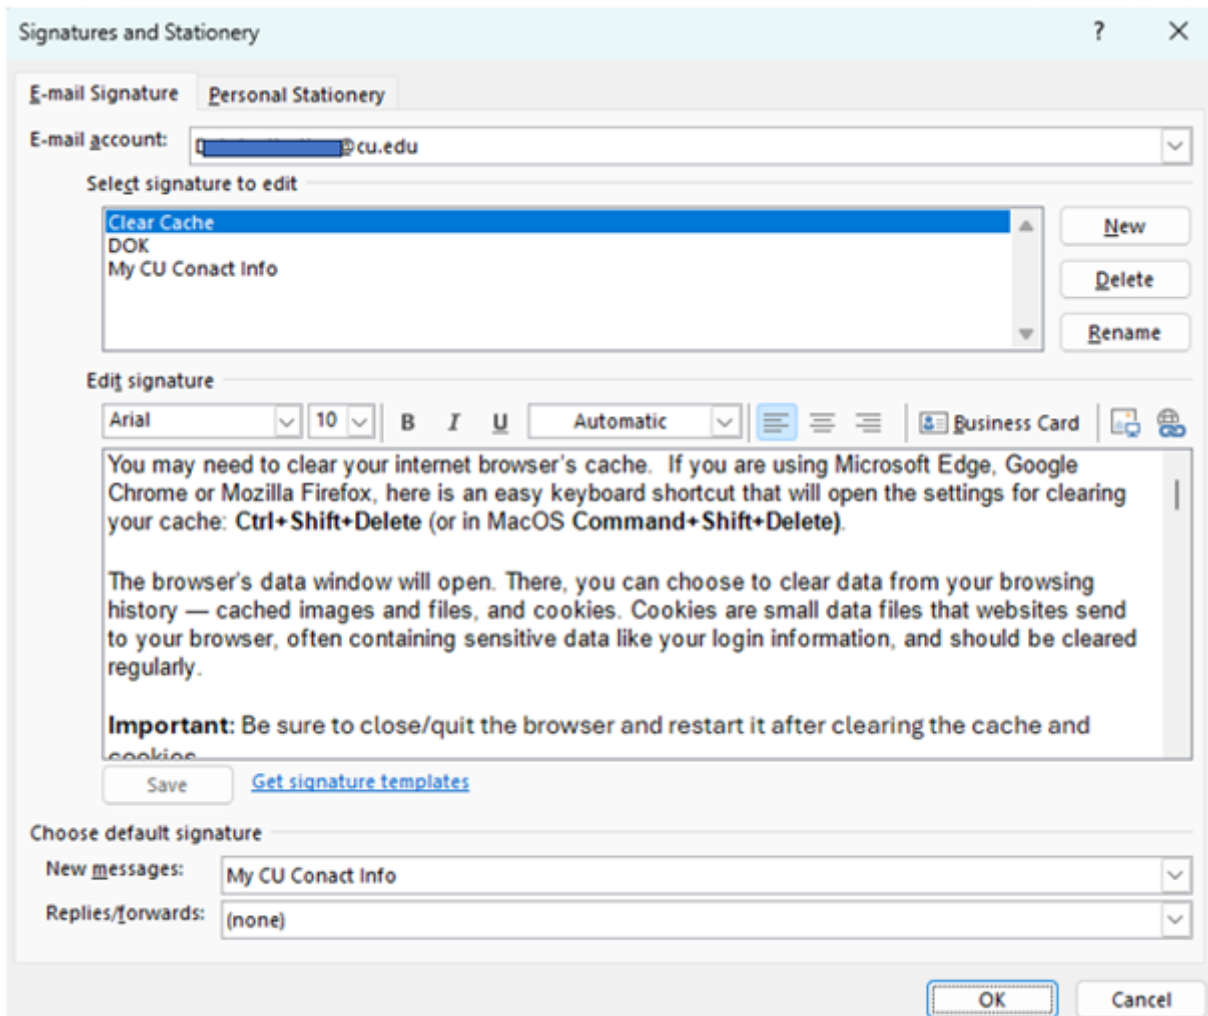 Signatures and Stationery ?
E-mail Signature Personal Stationery
E-mail account: @cu.edu
Select signature to edit
Clear Cache
DOK
My CU Conact Info
New
Delete
Rename
Edit signature
Arial 10 B I U Automatic Business Card
You may need to clear your internet browser's cache.  If you are using Microsoft Edge, Google
Chrome or Mozilla Firefox, here is an easy keyboard shortcut that will open the settings for clearing
your cache: Ctrl+Shift+Delete (or in MacOS Command+Shift+Delete).
The browser's data window will open. There, you can choose to clear data from your browsing
history — cached images and files, and cookies. Cookies are small data files that websites send
to your browser, often containing sensitive data like your login information, and should be cleared
regularly.
Important: Be sure to close/quit the browser and restart it after clearing the cache and
cookies
Save Get signature templates
Choose default signature
New messages: My CU Conact Info
Replies/forwards: (none)
OK Cancel